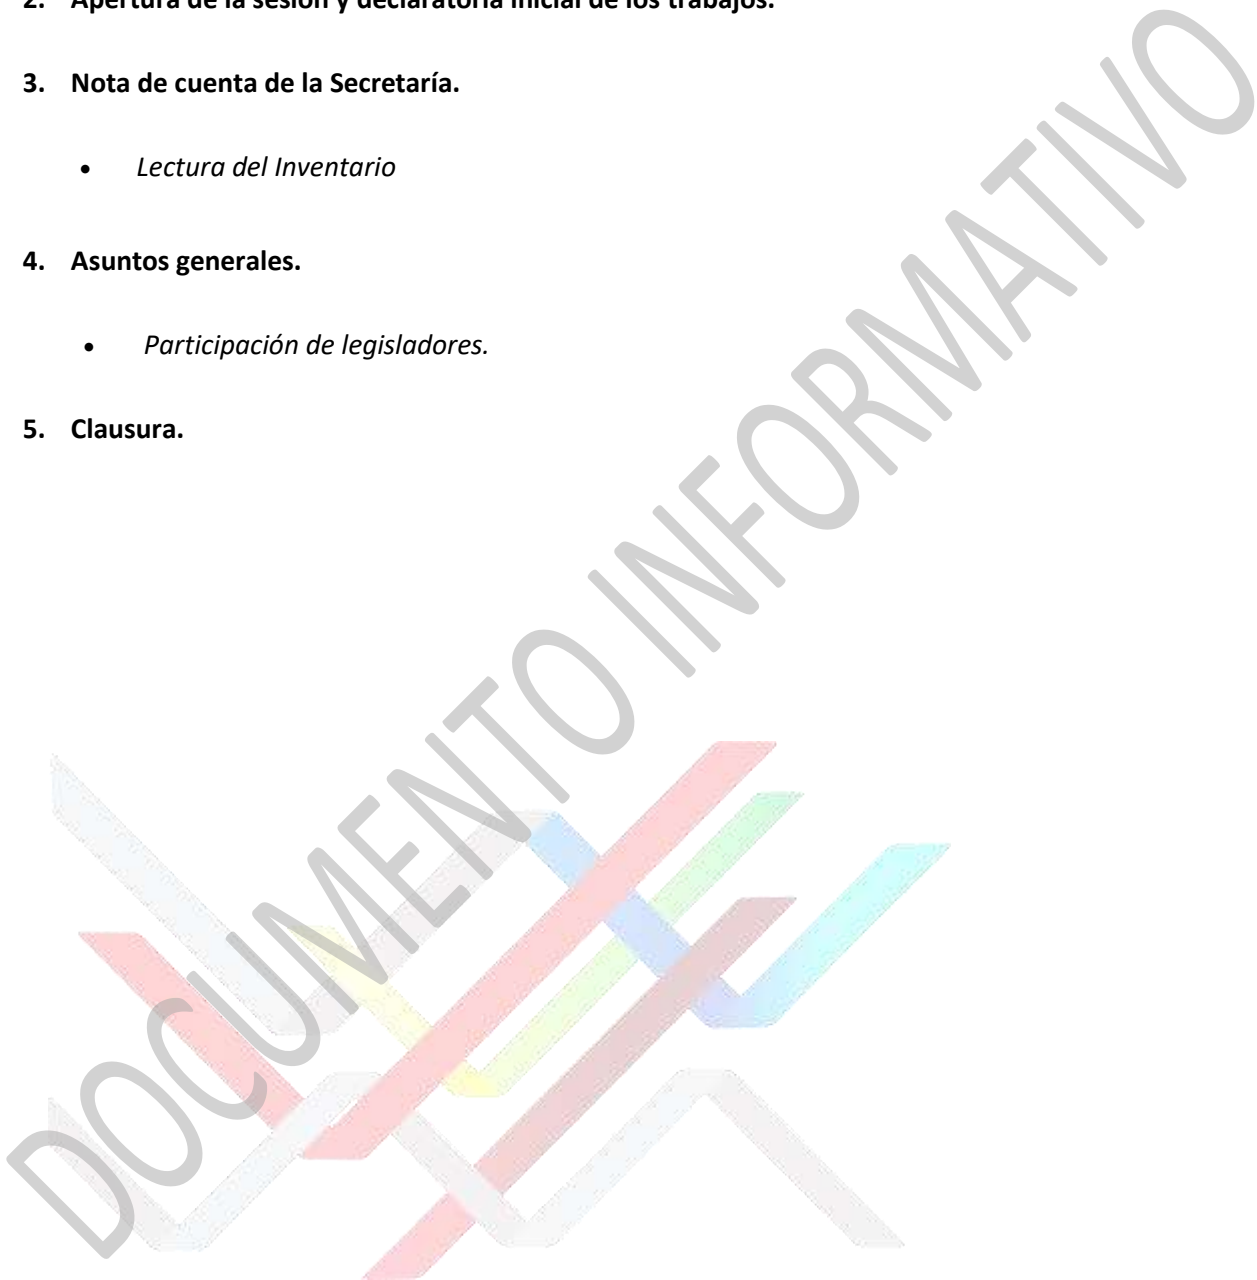 2. Apertura de la sesión y declaratoria inicial de los trabajos.
3. Nota de cuenta de la Secretaría.
• Lectura del Inventario
4. Asuntos generales.
• Participación de legisladores.
5. Clausura.
DOCUMENTO INFORMATIVO